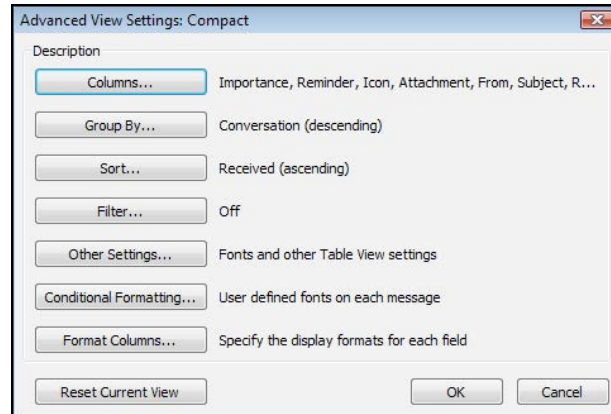 Advanced View Settings: Compact
Description
Columns... Importance, Reminder, Icon, Attachment, From, Subject, R...
Group By... Conversation (descending)
Sort... Received (ascending)
Filter... Off
Other Settings... Fonts and other Table View settings
Conditional Formatting... User defined fonts on each message
Format Columns... Specify the display formats for each field
Reset Current View OK Cancel